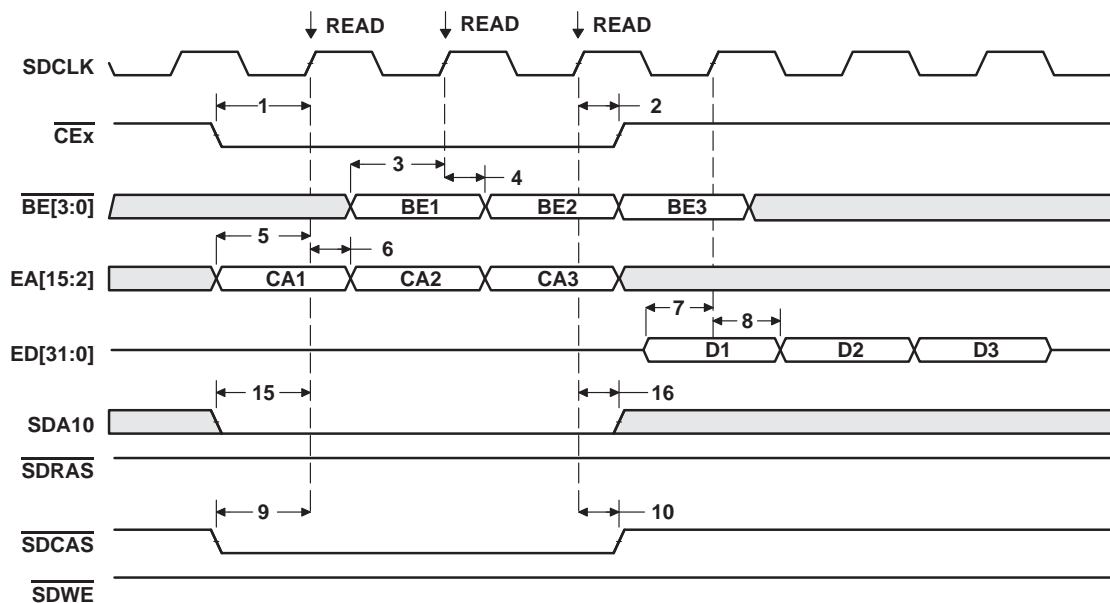 READ READ READ
SDCLK
1 2
CEx
3 4
BE[3:0] BE1 BE2 BE3
5 6
EA[15:2] CA1 CA2 CA3
7 8
ED[31:0] D1 D2 D3
15 16
SDA10
SDRAS
9 10
SDCAS
SDWE